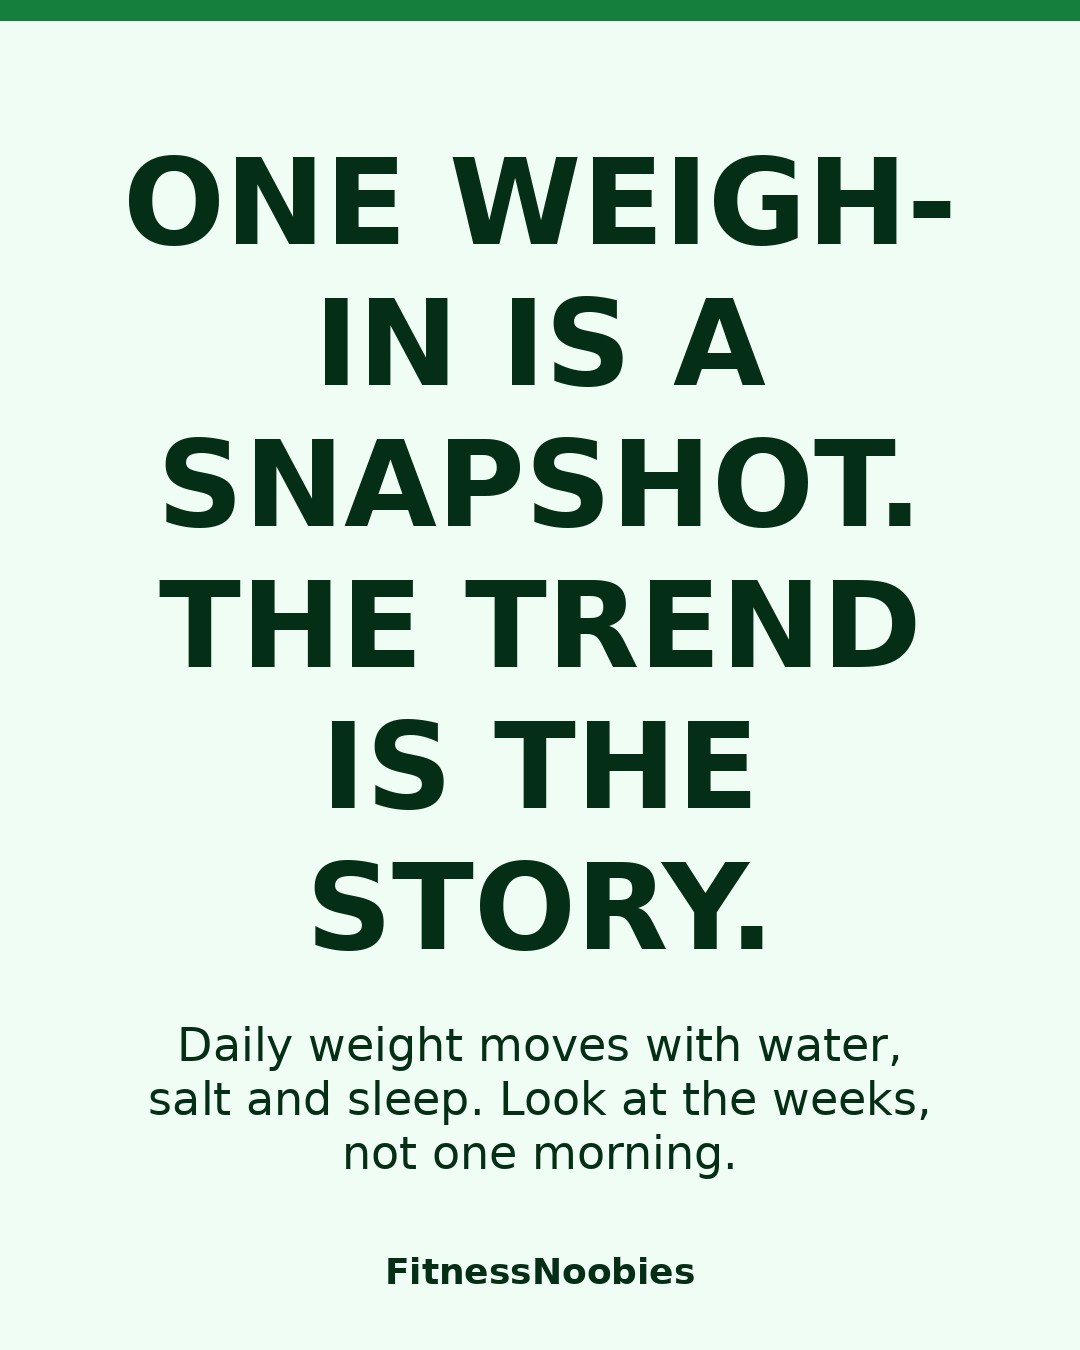 ONE WEIGH-
IN IS A
SNAPSHOT.
THE TREND
IS THE
STORY.
Daily weight moves with water,
salt and sleep. Look at the weeks,
not one morning.
FitnessNoobies